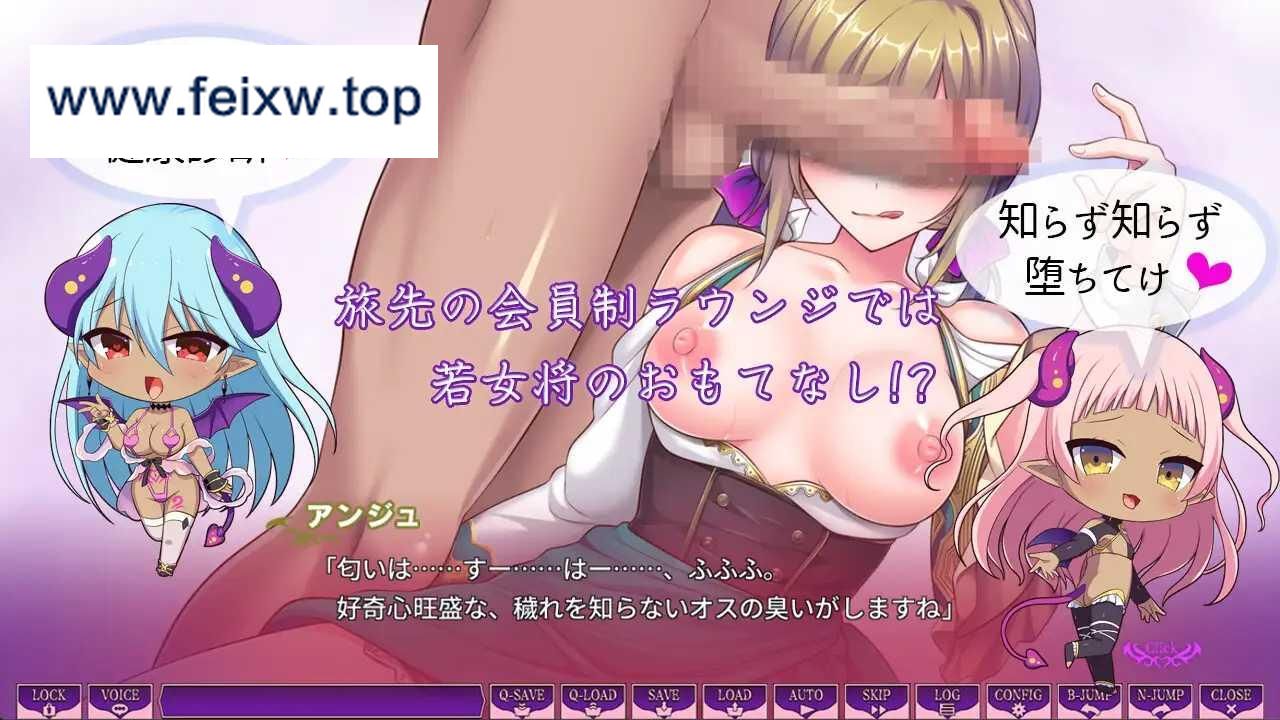 www.feixw.top
知らず知らず
堕ちてけ
旅先の会員制ラウンジでは
若女将のおもてなし!?
アンジュ
「匂いは……すー……はー……、ふふふ。
好奇心旺盛な、穢れを知らないオスの臭いがしますね」
Click
LOCK VOICE Q-SAVE Q-LOAD SAVE LOAD AUTO SKIP LOG CONFIG B-JUMP N-JUMP CLOSE